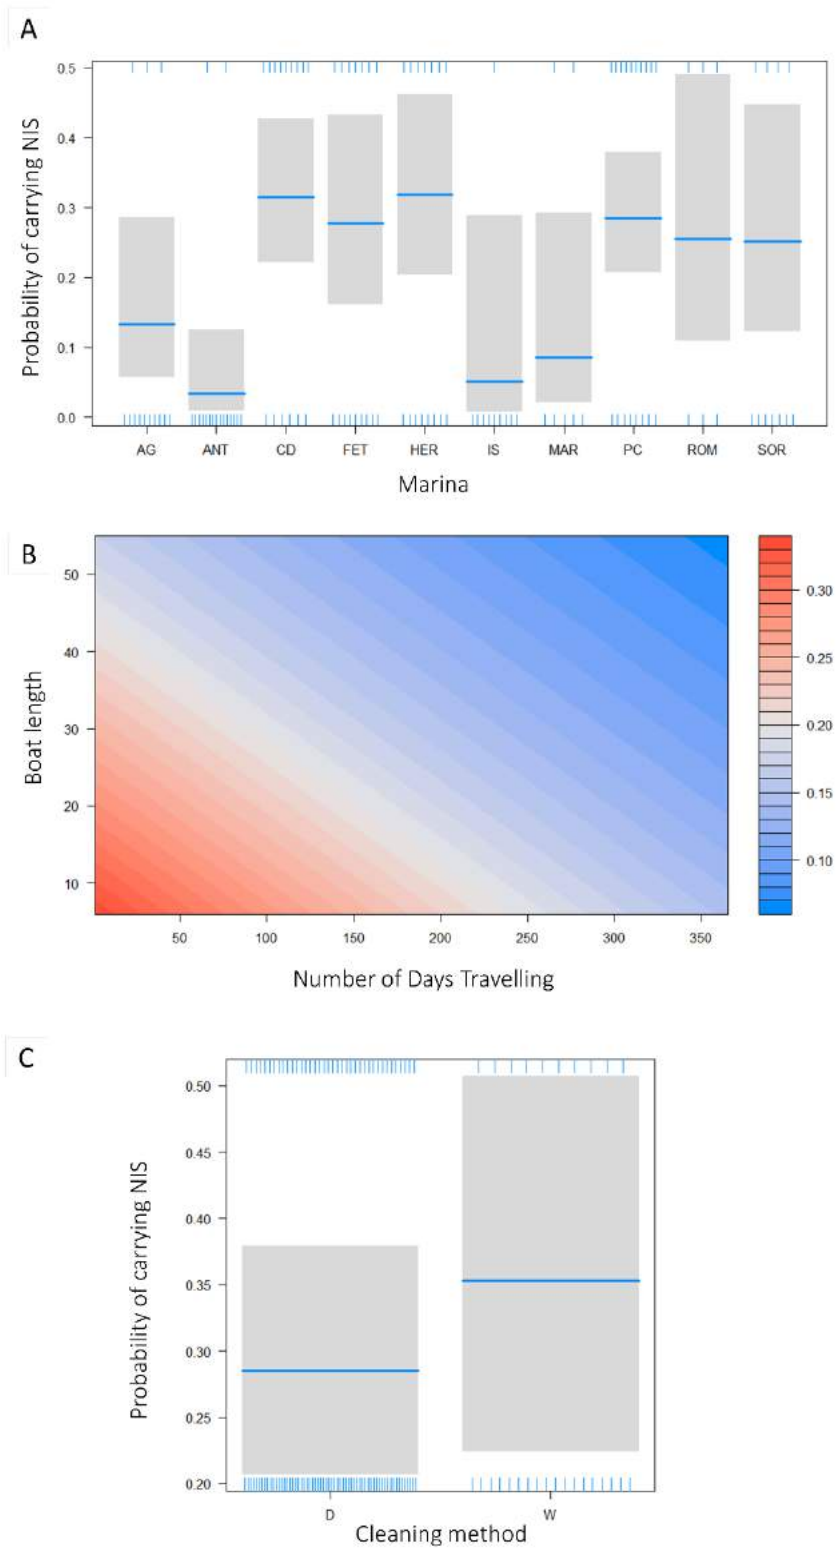 A
Probability of carrying NIS
0.5
0.4
0.3
0.2
0.1
0.0
AG ANT CD FET HER IS MAR PC ROM SOR
Marina
B
Boat length
50
40
30
20
10
50 100 150 200 250 300 350
Number of Days Travelling
0.30
0.25
0.20
0.15
0.10
C
Probability of carrying NIS
0.50
0.45
0.40
0.35
0.30
0.25
0.20
D W
Cleaning method